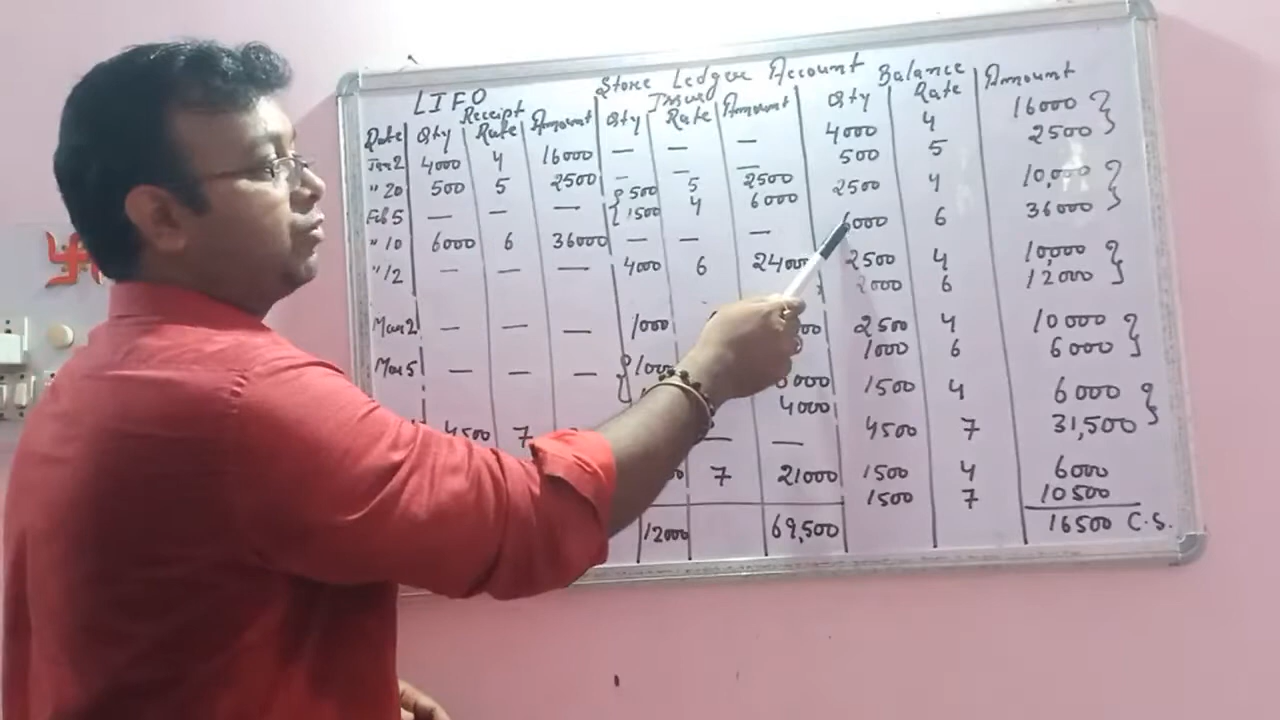 LIFO Store Ledger Account
Receipt Issue Balance
Date Qty Rate Amount Qty Rate Amount Qty Rate Amount
Jan 2 4000 4 16000 — — — 4000 4 16000
" 20 500 5 2500 — — — 500 5 2500
Feb 5 — — — 500 5 2500 2500 4 10,000
1500 4 6000
" 10 6000 6 36000 — — — 6000 6 36000
" 12 — — — 4000 6 24000 2500 4 10,000
2000 6 12000
Mar 2 — — — 1000 2500 4 10000
1000 6 6000
Mar 5 — — — 1000 1500 4 6000
4000
4500 7 — — 4500 7 31,500
7 21000 1500 4 6000
1500 7 10500
12000 69,500 16500 C.S.